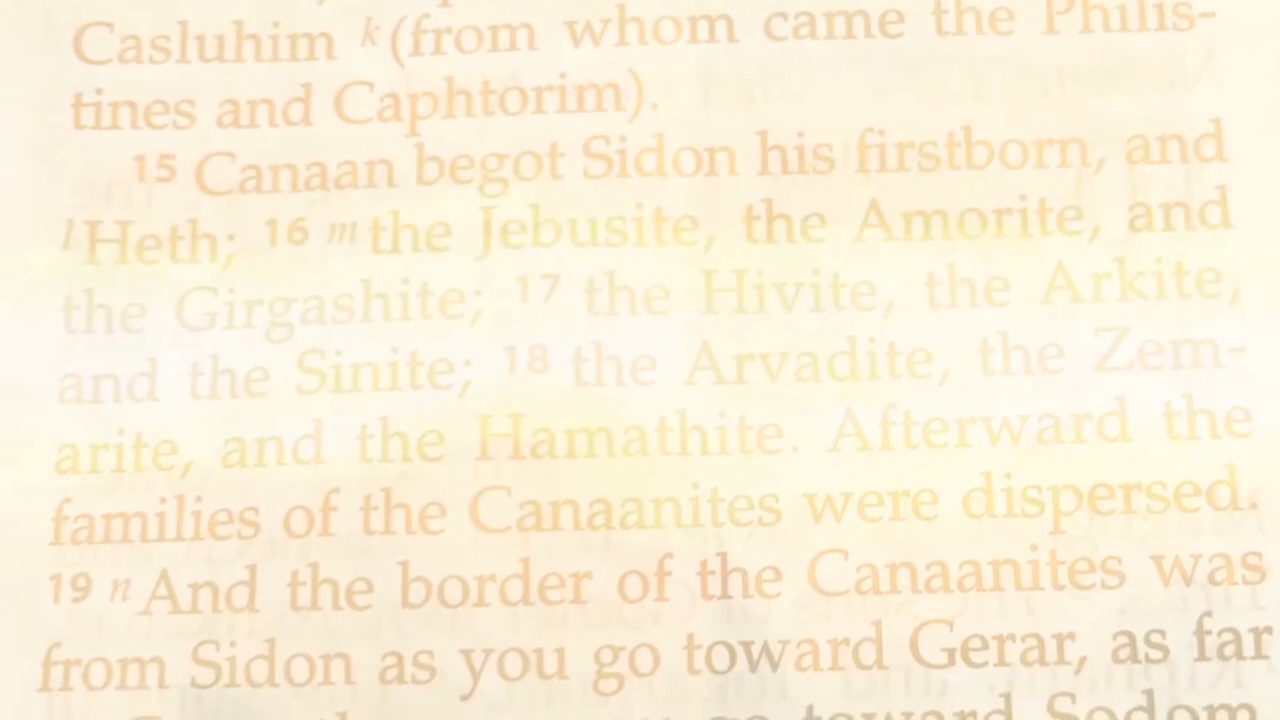 Casluhim k(from whom came the Philis-
tines and Caphtorim).
15 Canaan begot Sidon his firstborn, and
lHeth; 16 mthe Jebusite, the Amorite, and
the Girgashite; 17 the Hivite, the Arkite,
and the Sinite; 18 the Arvadite, the Zem-
arite, and the Hamathite. Afterward the
families of the Canaanites were dispersed.
19 nAnd the border of the Canaanites was
from Sidon as you go toward Gerar, as far
go toward Sodom